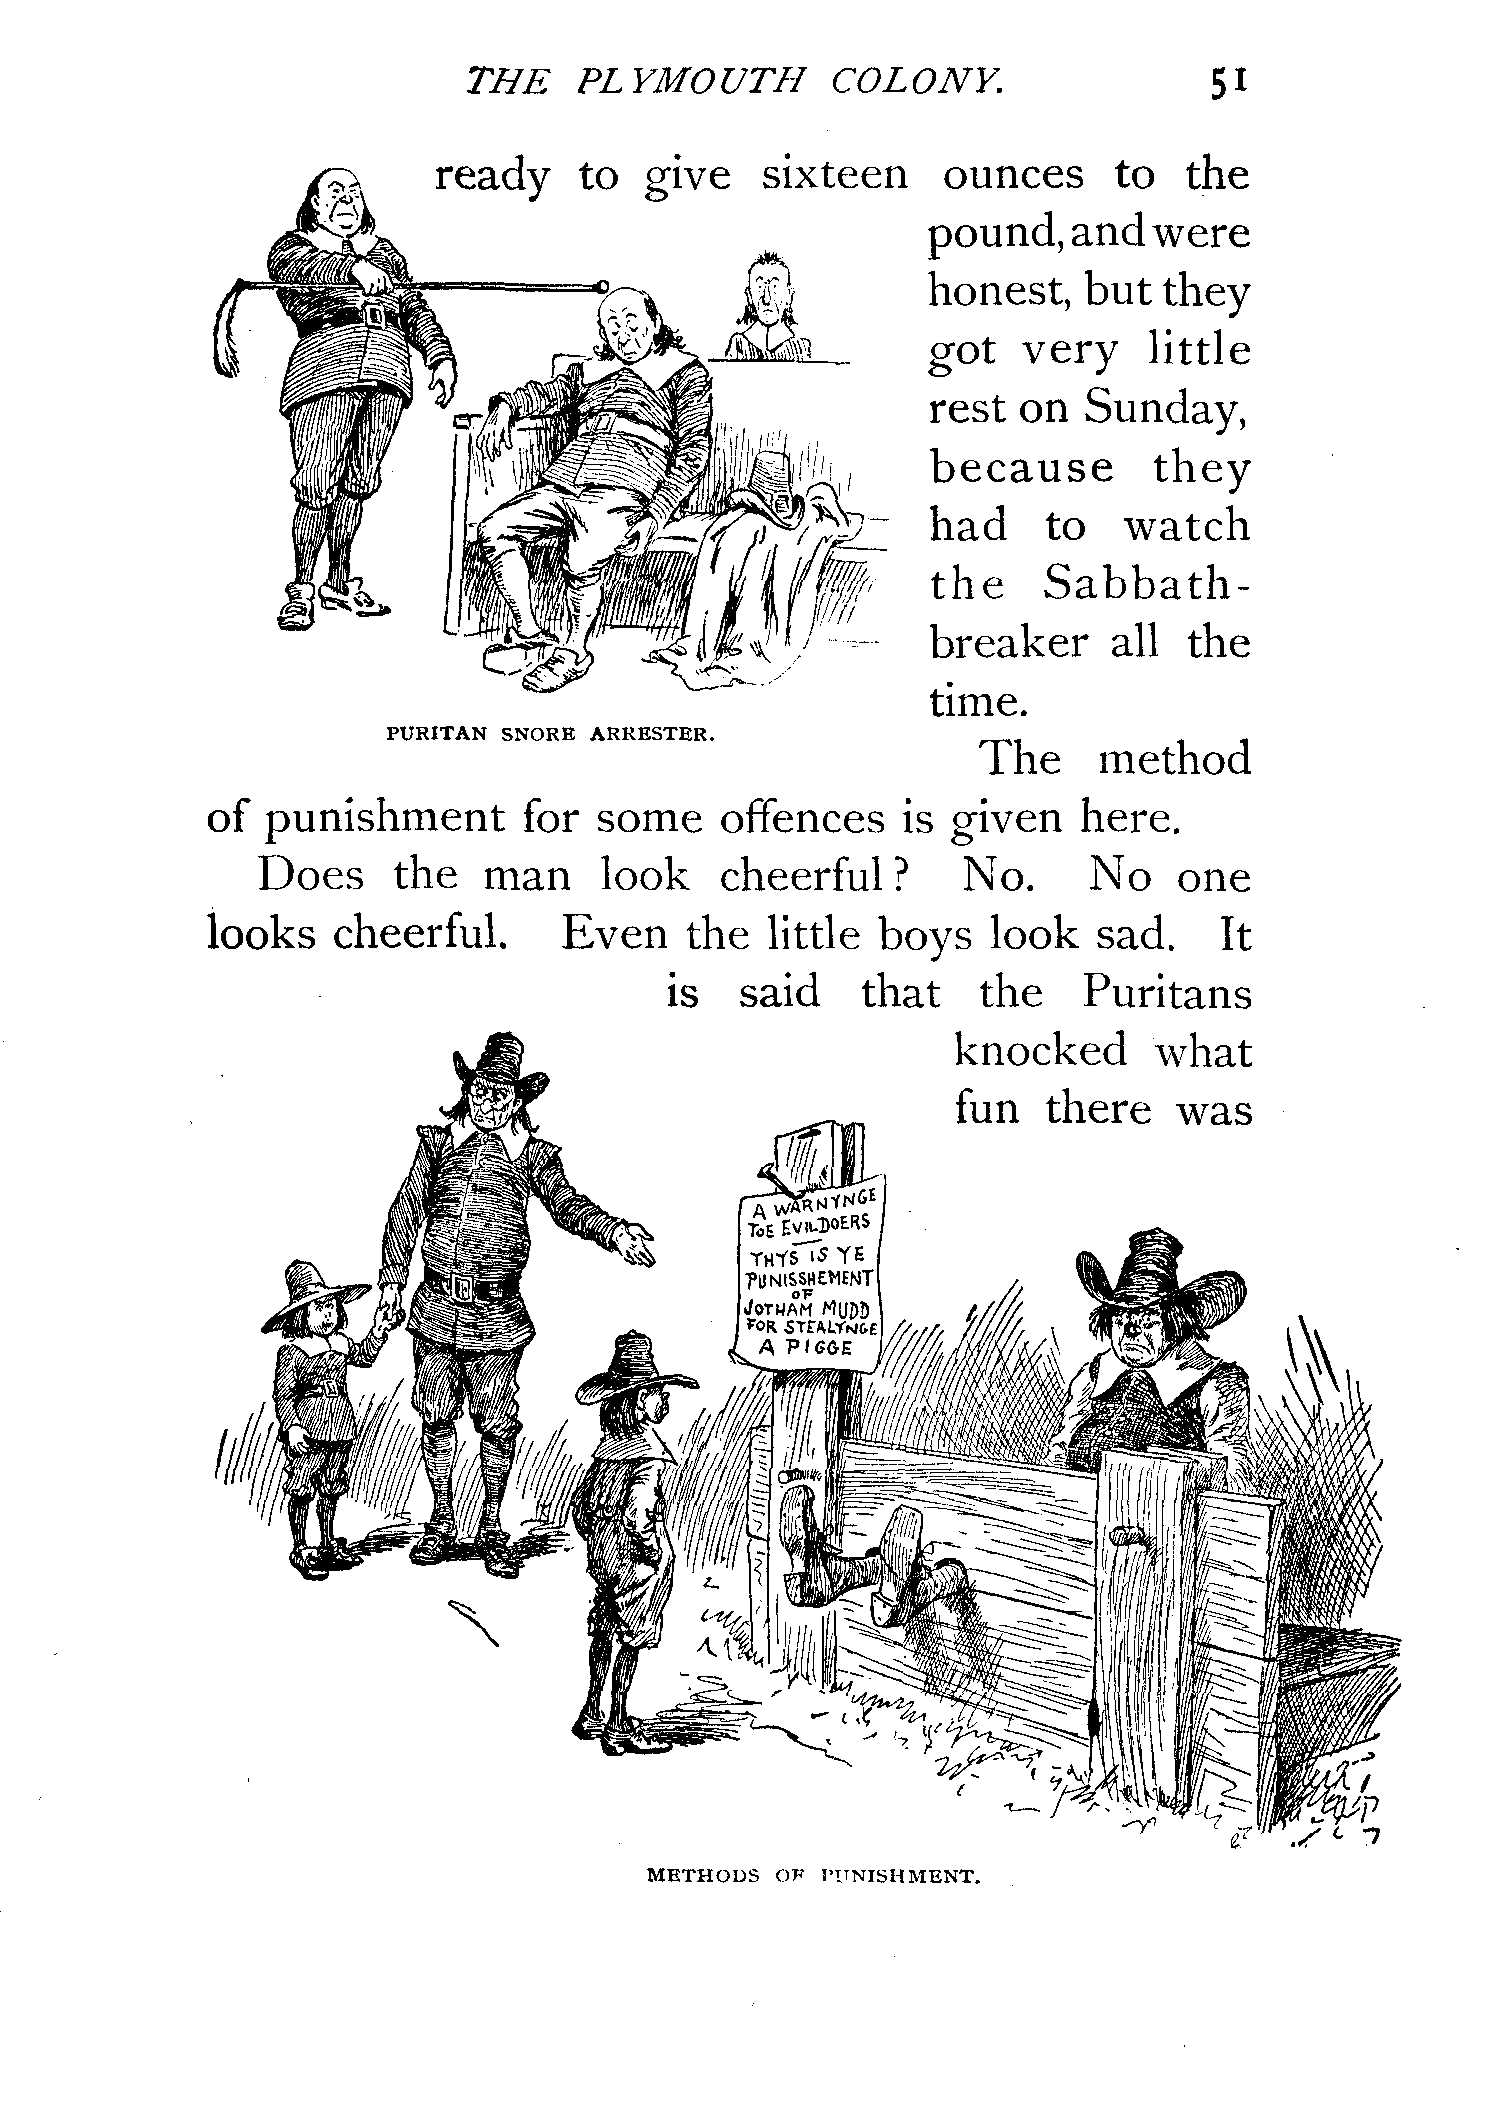 THE PLYMOUTH COLONY. 51
ready to give sixteen ounces to the
pound, and were
honest, but they
got very little
rest on Sunday,
because they
had to watch
the Sabbath-
breaker all the
time.
PURITAN SNORE ARRESTER.
The method
of punishment for some offences is given here.
Does the man look cheerful? No. No one
looks cheerful. Even the little boys look sad. It
is said that the Puritans
knocked what
fun there was
A WARNYNGE
TOE EVIL-DOERS
THYS IS YE
PUNISSHEMENT
OF
JOTHAM MUDD
FOR STEALYNGE
A PIGGE
METHODS OF PUNISHMENT.